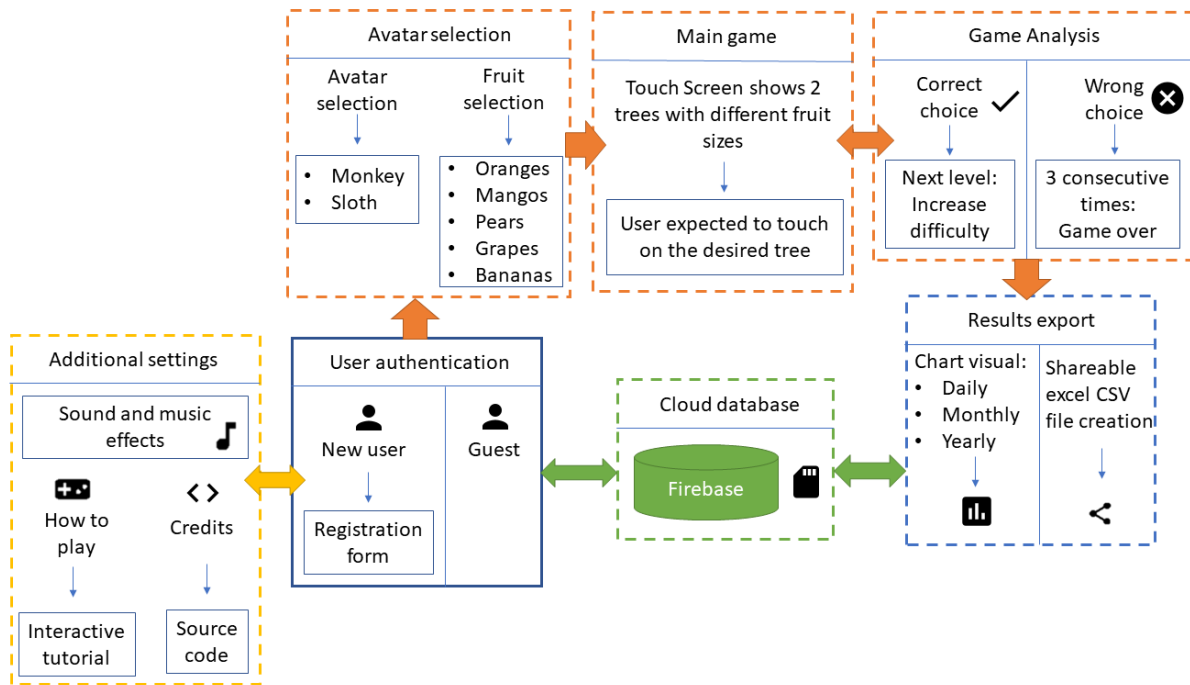 Avatar selection
Avatar
selection
• Monkey
• Sloth
Fruit
selection
• Oranges
• Mangos
• Pears
• Grapes
• Bananas
Main game
Touch Screen shows 2
trees with different fruit
sizes
User expected to touch
on the desired tree
Game Analysis
Correct
choice
Next level:
Increase
difficulty
Wrong
choice
3 consecutive
times:
Game over
Additional settings
Sound and music
effects
How to
play
Interactive
tutorial
Credits
Source
code
User authentication
New user
Registration
form
Guest
Cloud database
Firebase
Results export
Chart visual:
• Daily
• Monthly
• Yearly
Shareable
excel CSV
file creation